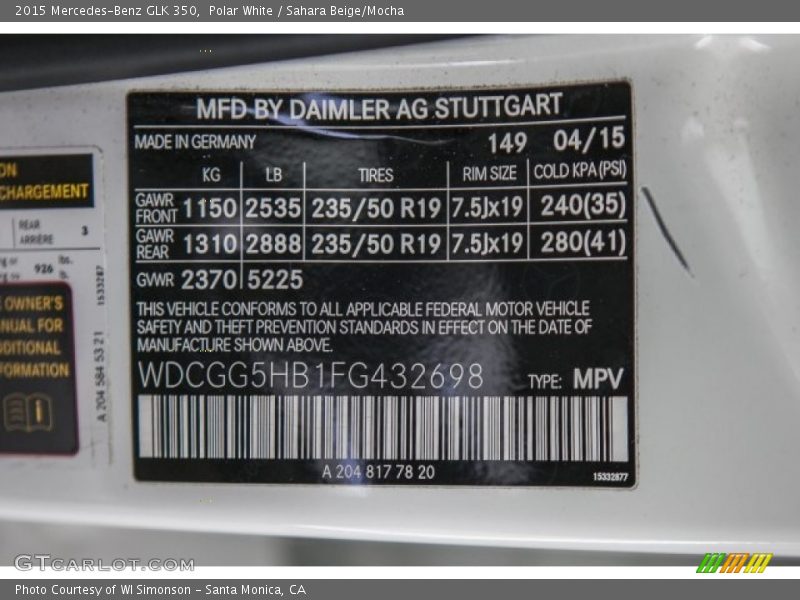 2015 Mercedes-Benz GLK 350,  Polar White / Sahara Beige/Mocha
MFD BY DAIMLER AG STUTTGART
MADE IN GERMANY 149 04/15
KG LB TIRES RIM SIZE COLD KPA(PSI)
GAWR FRONT 1150 2535 235/50 R19 7.5Jx19 240(35)
GAWR REAR 1310 2888 235/50 R19 7.5Jx19 280(41)
GWR 2370 5225
THIS VEHICLE CONFORMS TO ALL APPLICABLE FEDERAL MOTOR VEHICLE
SAFETY AND THEFT PREVENTION STANDARDS IN EFFECT ON THE DATE OF
MANUFACTURE SHOWN ABOVE.
WDCGG5HB1FG432698 TYPE: MPV
A 204 817 78 20
15332877
CHARGEMENT
REAR
ARRIÈRE 3
926 lbs.
OWNER'S
FOR
A 204 584 53 21
GTCARLOT.COM
Photo Courtesy of WI Simonson - Santa Monica, CA